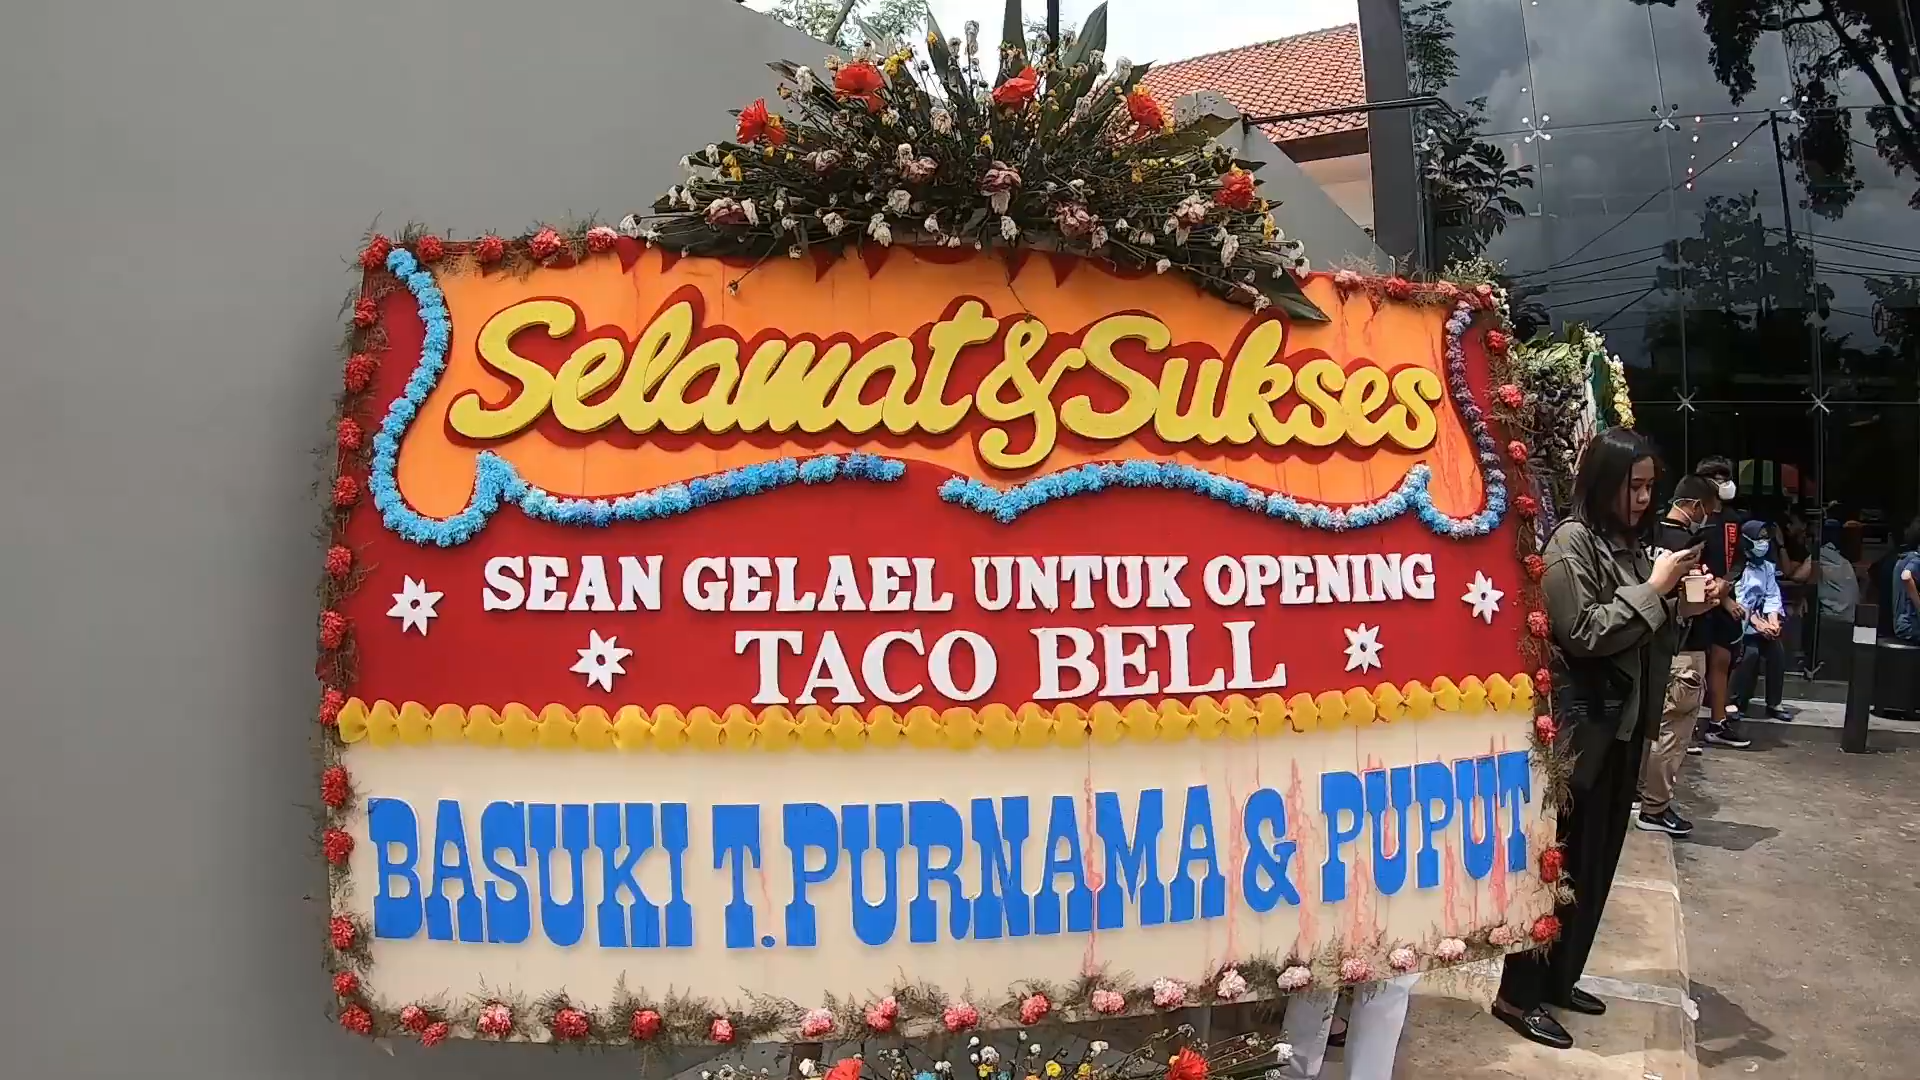 Selamat & Sukses
SEAN GELAEL UNTUK OPENING
TACO BELL
BASUKI T. PURNAMA & PUPUT